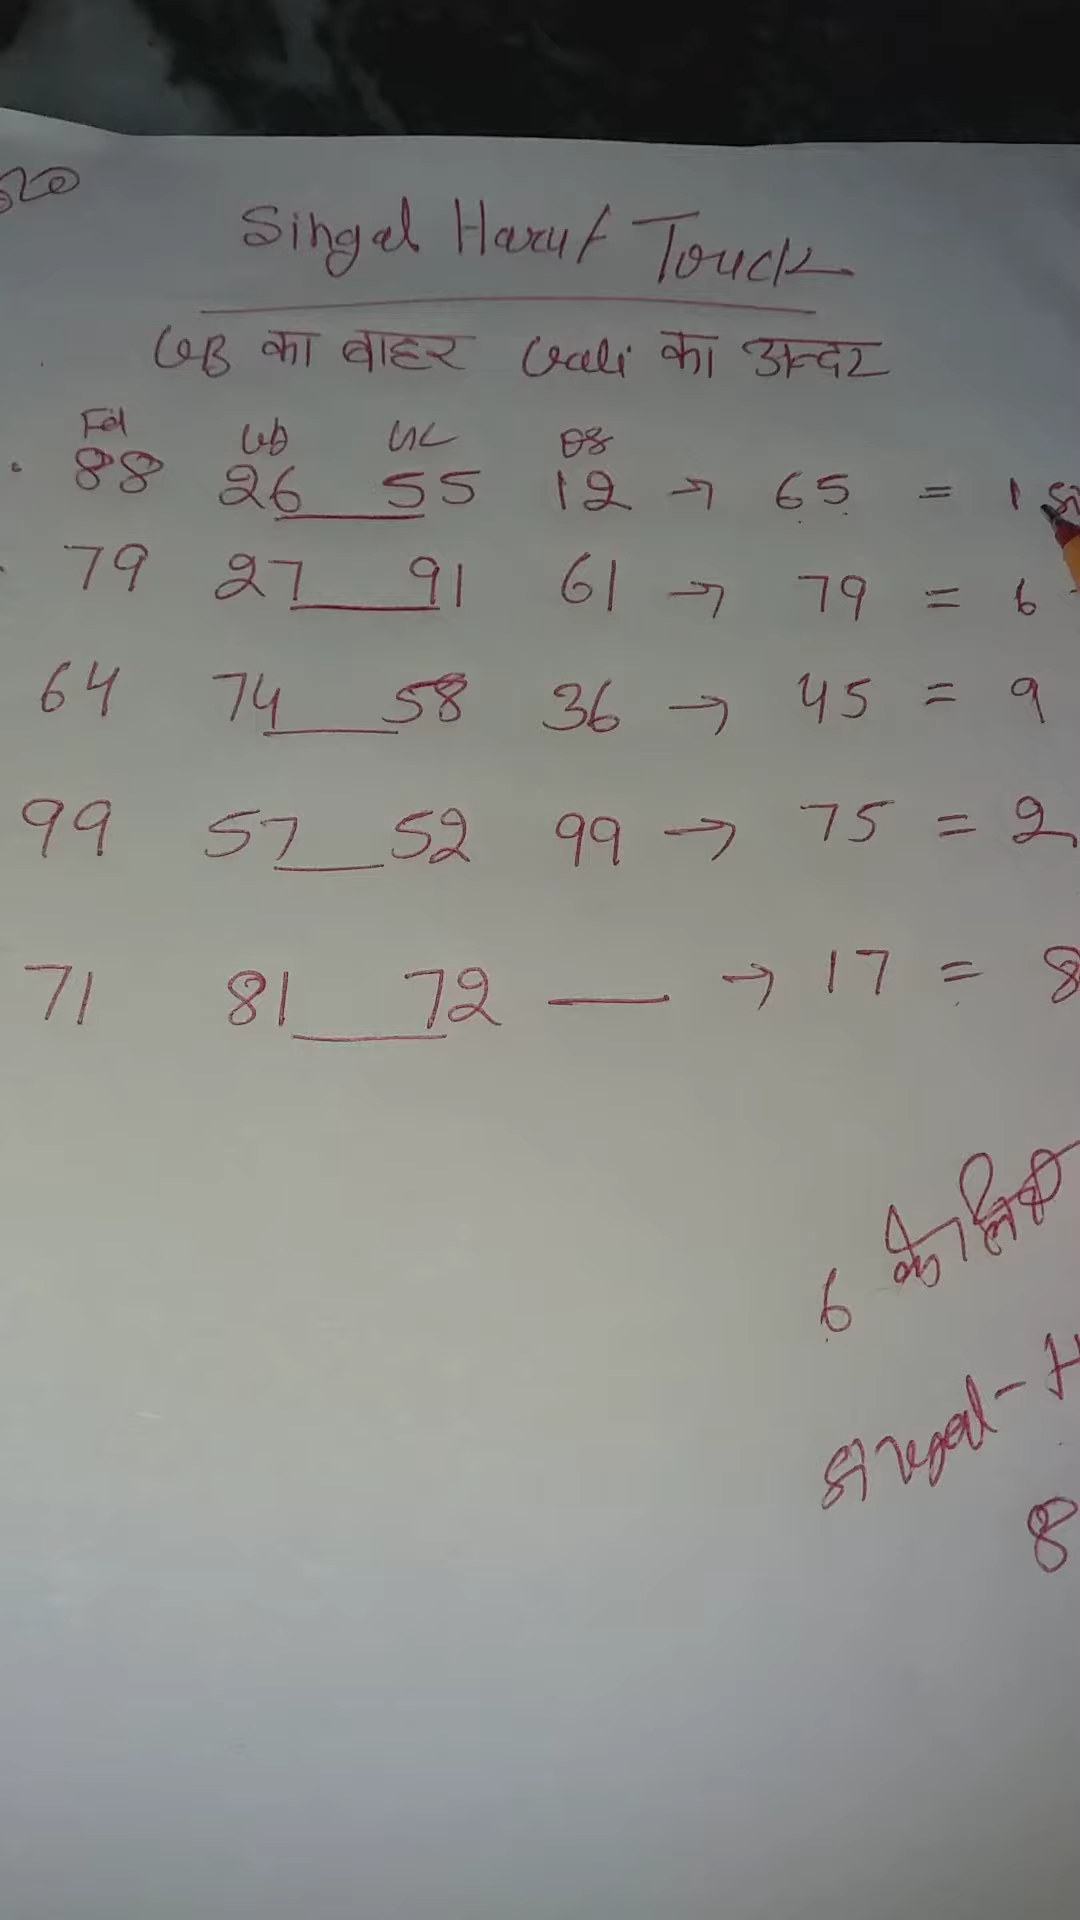 Singal Haruf Touch
GB का बाहर Gali का अन्दर
Fd Gb GL DS
88 26 55 12 → 65 = 1
79 27 91 61 → 79 = 6
64 74 58 36 → 45 = 9
99 57 52 99 → 75 = 2
71 81 72 — → 17 = 8
6
8